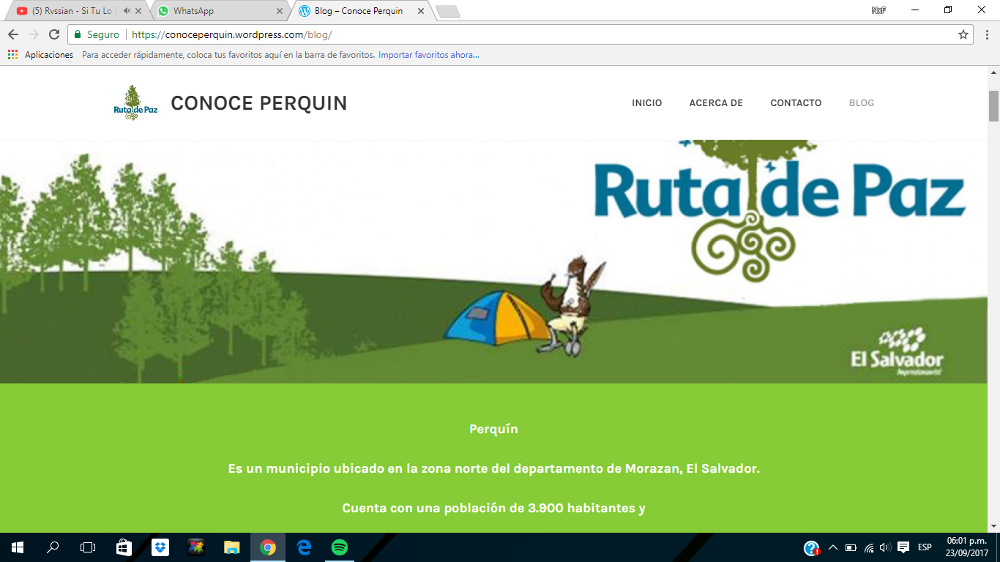 (5) Rvssian - Si Tu Lo
WhatsApp
Blog – Conoce Perquin
NxF
Seguro
https://conoceperquin.wordpress.com/blog/
Aplicaciones
Para acceder rápidamente, coloca tus favoritos aquí en la barra de favoritos. Importar favoritos ahora...
Ruta de Paz
CONOCE PERQUIN
INICIO
ACERCA DE
CONTACTO
BLOG
Ruta de Paz
El Salvador
Impresionante!
Perquín
Es un municipio ubicado en la zona norte del departamento de Morazan, El Salvador.
Cuenta con una población de 3.900 habitantes y
ESP
06:01 p.m.
23/09/2017